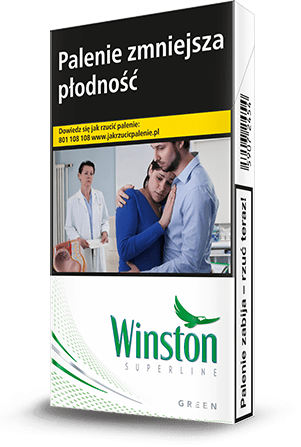 Palenie zmniejsza
płodność
Dowiedz się jak rzucić palenie:
801 108 108 www.jakrzucicpalenie.pl
Winston
SUPERLINE
GREEN
Palenie zabija – rzuć teraz!